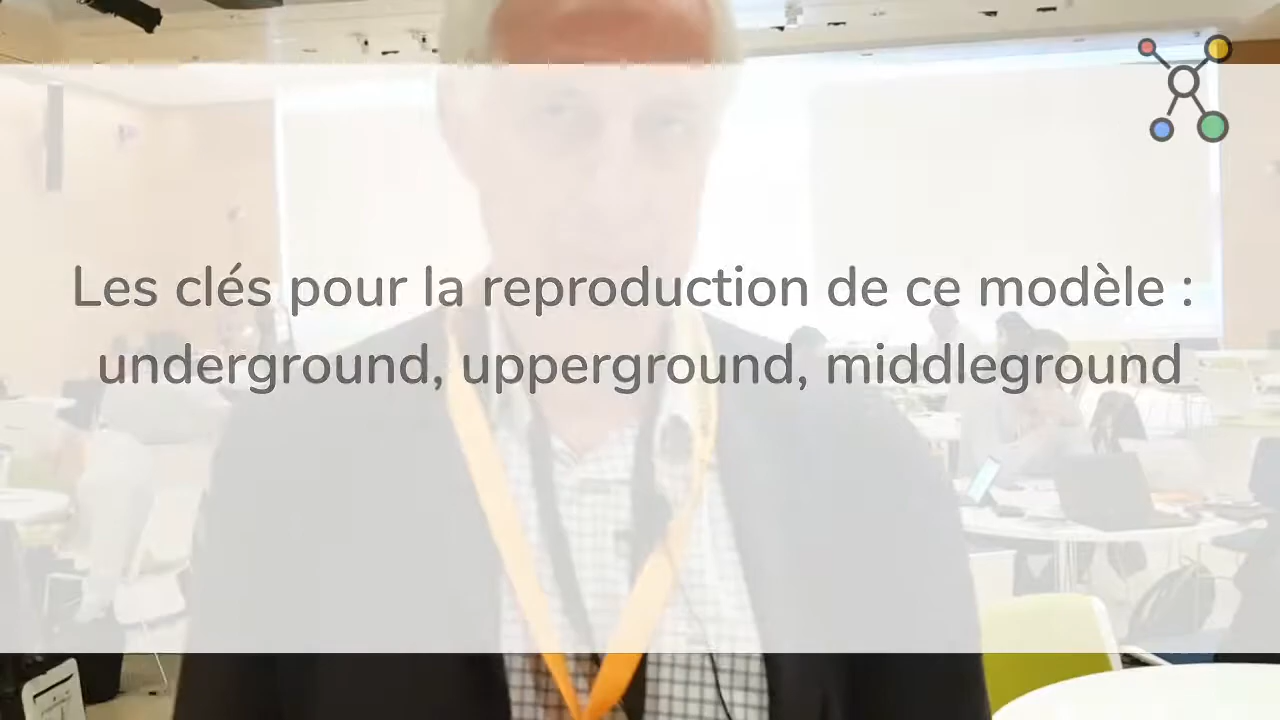 Les clés pour la reproduction de ce modèle :
underground, upperground, middleground